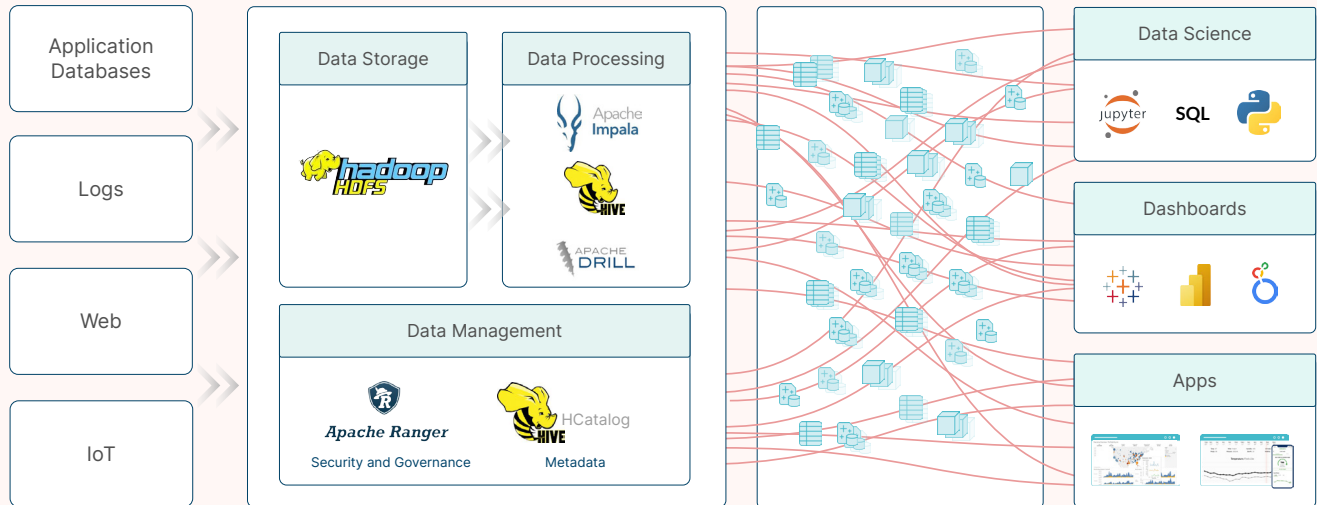 Application
Databases
Logs
Web
IoT
Data Storage
hadoop
HDFS
Data Processing
Apache
Impala
HIVE
APACHE
DRILL
Data Management
R
Apache Ranger
Security and Governance
HIVE
HCatalog
Metadata
Data Science
jupyter
SQL
Dashboards
Apps